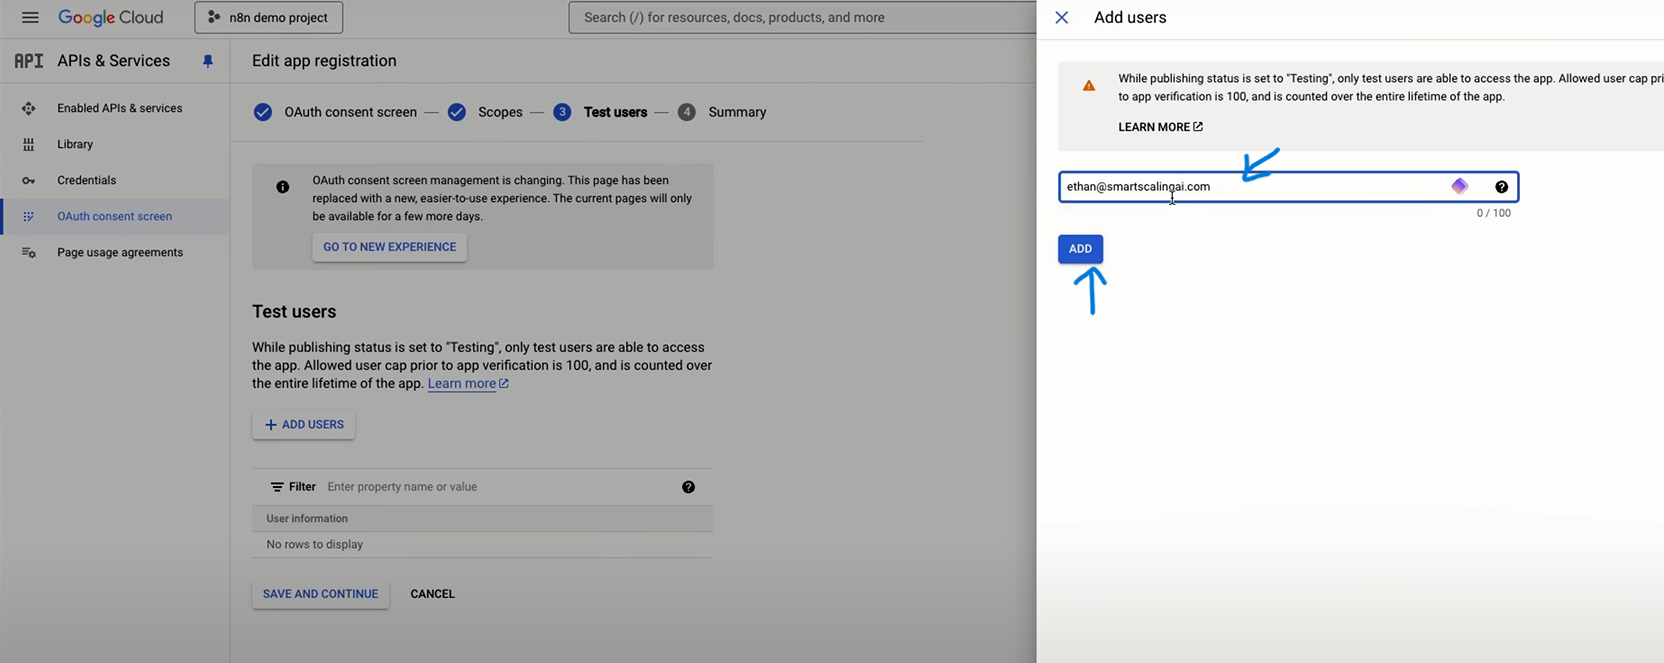 Google Cloud
n8n demo project
Search (/) for resources, docs, products, and more
API APIs & Services
Enabled APIs & services
Library
Credentials
OAuth consent screen
Page usage agreements
Edit app registration
OAuth consent screen — Scopes — 3 Test users — 4 Summary
OAuth consent screen management is changing. This page has been
replaced with a new, easier-to-use experience. The current pages will only
be available for a few more days.
GO TO NEW EXPERIENCE
Test users
While publishing status is set to "Testing", only test users are able to access
the app. Allowed user cap prior to app verification is 100, and is counted over
the entire lifetime of the app. Learn more
+ ADD USERS
Filter Enter property name or value
User information
No rows to display
SAVE AND CONTINUE CANCEL
Add users
While publishing status is set to "Testing", only test users are able to access the app. Allowed user cap pri
to app verification is 100, and is counted over the entire lifetime of the app.
LEARN MORE
ethan@smartscalingai.com
0 / 100
ADD